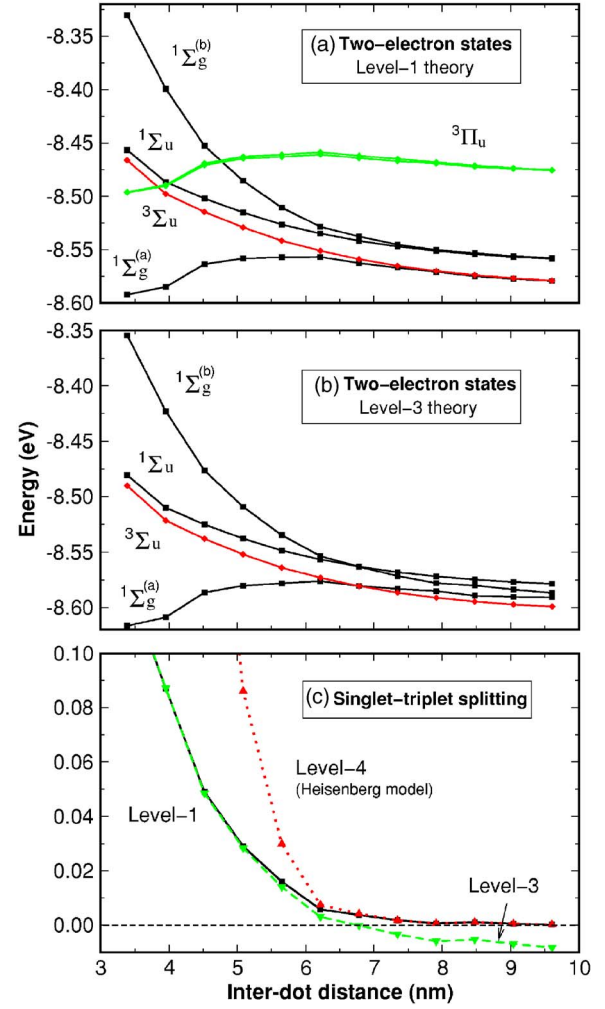 -8.35
-8.40
-8.45
-8.50
-8.55
-8.60
(a) Two-electron states
Level-1 theory
¹Σg(b)
¹Σu
³Σu
¹Σg(a)
³Πu
-8.35
-8.40
-8.45
-8.50
-8.55
-8.60
Energy (eV)
(b) Two-electron states
Level-3 theory
¹Σg(b)
¹Σu
³Σu
¹Σg(a)
0.10
0.08
0.06
0.04
0.02
0.00
(c) Singlet-triplet splitting
Level-4
(Heisenberg model)
Level-1
Level-3
3 4 5 6 7 8 9 10
Inter-dot distance (nm)